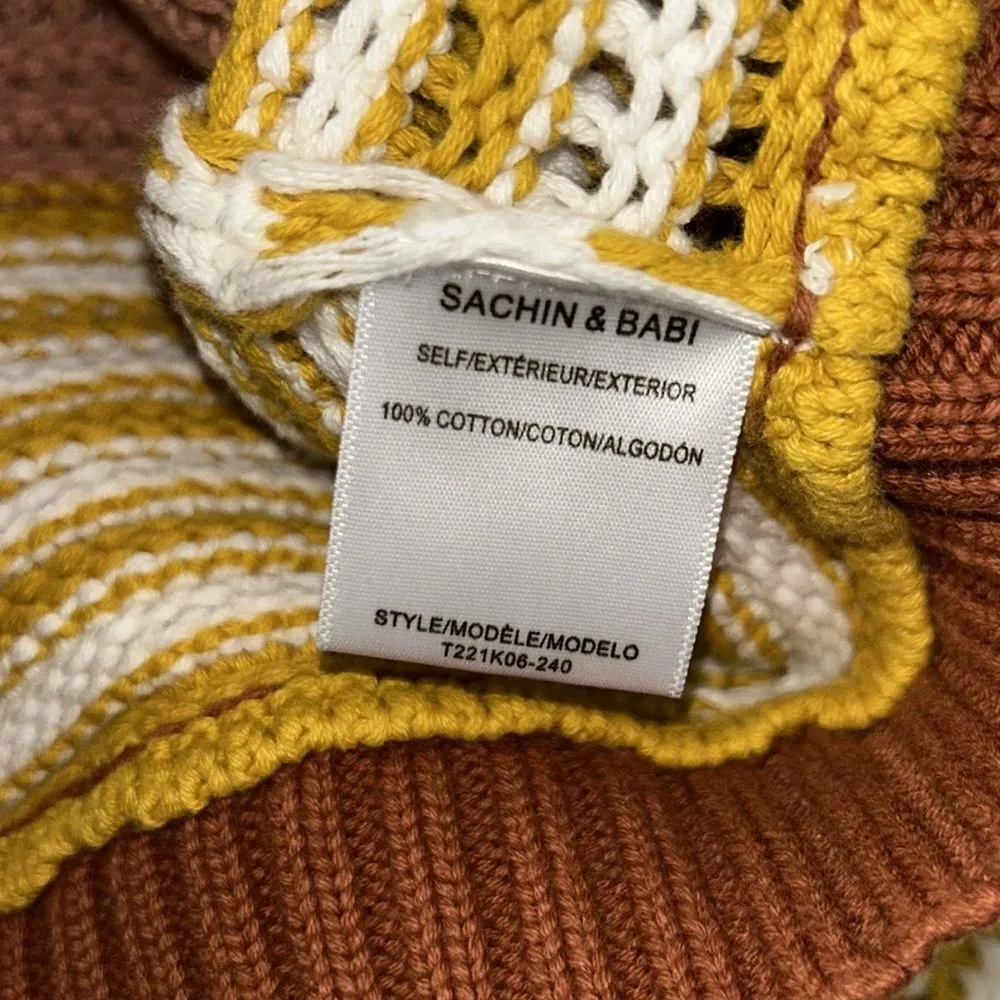 SACHIN & BABI
SELF/EXTÉRIEUR/EXTERIOR
100% COTTON/COTON/ALGODÓN
STYLE/MODÈLE/MODELO
T221K06-240